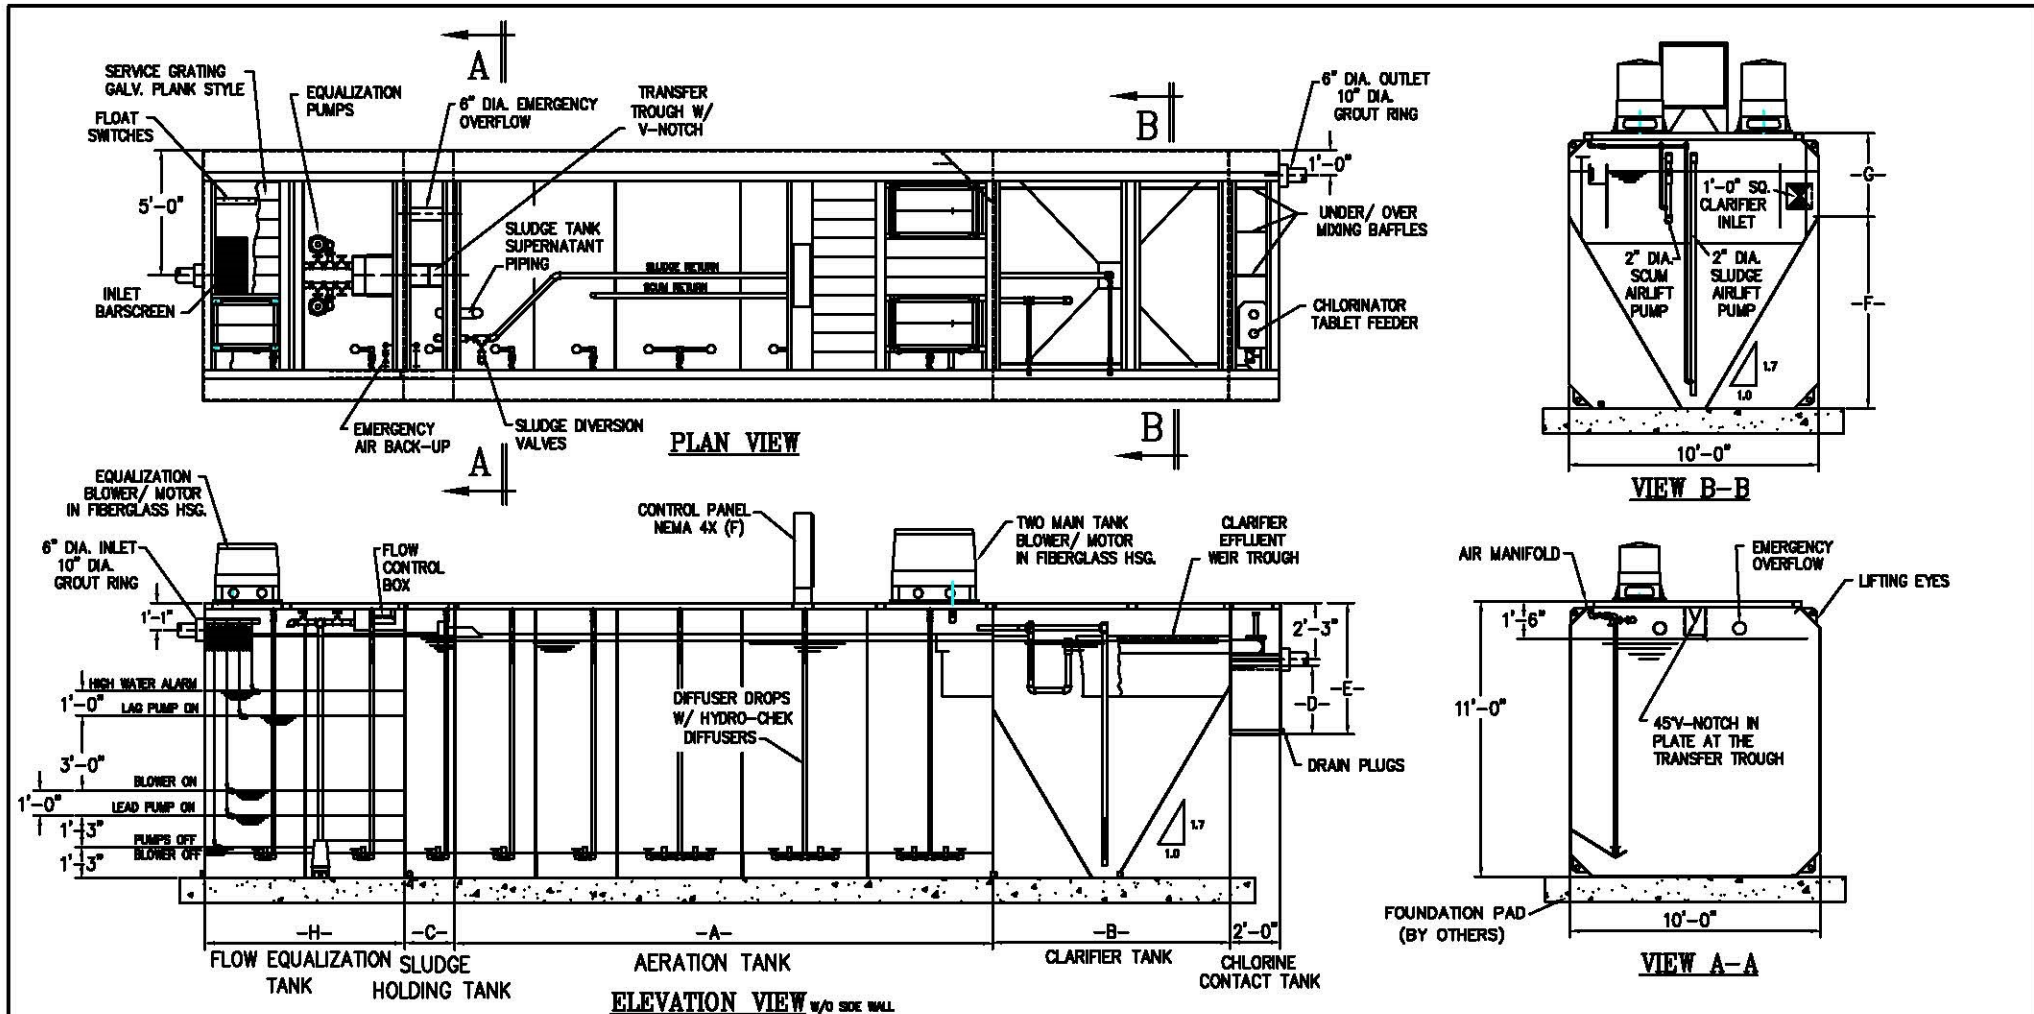 SERVICE GRATING
GALV. PLANK STYLE
FLOAT
SWITCHES
EQUALIZATION
PUMPS
A
6" DIA. EMERGENCY
OVERFLOW
TRANSFER
TROUGH W/
V-NOTCH
B
6" DIA. OUTLET
10" DIA.
GROUT RING
1'-0"
5'-0"
INLET
BARSCREEN
SLUDGE TANK
SUPERNATANT
PIPING
SLUDGE RETURN
SCUM RETURN
UNDER/ OVER
MIXING BAFFLES
CHLORINATOR
TABLET FEEDER
EMERGENCY
AIR BACK-UP
A
SLUDGE DIVERSION
VALVES
PLAN VIEW
B
1'-0" SQ.
CLARIFIER
INLET
2" DIA.
SCUM
AIRLIFT
PUMP
2" DIA.
SLUDGE
AIRLIFT
PUMP
-G-
-F-
1.7
1.0
10'-0"
VIEW B-B
EQUALIZATION
BLOWER/ MOTOR
IN FIBERGLASS HSG.
6" DIA. INLET
10" DIA.
GROUT RING
FLOW
CONTROL
BOX
CONTROL PANEL
NEMA 4X (F)
TWO MAIN TANK
BLOWER/ MOTOR
IN FIBERGLASS HSG.
CLARIFIER
EFFLUENT
WEIR TROUGH
1'-1"
2'-3"
-E-
-D-
HIGH WATER ALARM
1'-0"
LAG PUMP ON
3'-0"
BLOWER ON
1'-0"
LEAD PUMP ON
1'-3"
PUMPS OFF
BLOWER OFF
1'-3"
DIFFUSER DROPS
W/ HYDRO-CHEK
DIFFUSERS
1.7
1.0
DRAIN PLUGS
-H-
-C-
-A-
-B-
2'-0"
FLOW EQUALIZATION
TANK
SLUDGE
HOLDING TANK
AERATION TANK
CLARIFIER TANK
CHLORINE
CONTACT TANK
ELEVATION VIEW W/O SIDE WALL
AIR MANIFOLD
EMERGENCY
OVERFLOW
LIFTING EYES
1'-6"
11'-0"
45°V-NOTCH IN
PLATE AT THE
TRANSFER TROUGH
FOUNDATION PAD
(BY OTHERS)
10'-0"
VIEW A-A